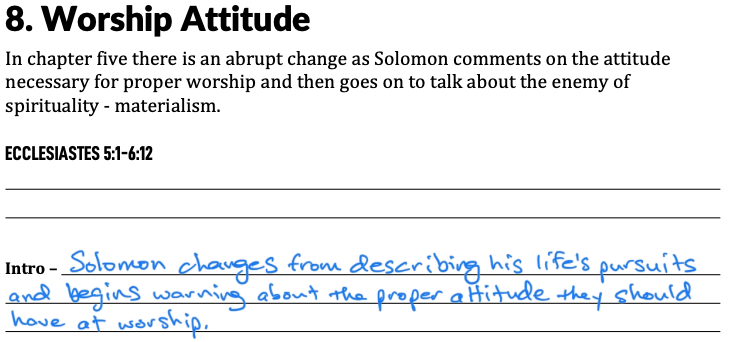 8. Worship Attitude
In chapter five there is an abrupt change as Solomon comments on the attitude
necessary for proper worship and then goes on to talk about the enemy of
spirituality - materialism.
ECCLESIASTES 5:1-6:12
Intro – Solomon changes from describing his life's pursuits
and begins warning about the proper attitude they should
have at worship.